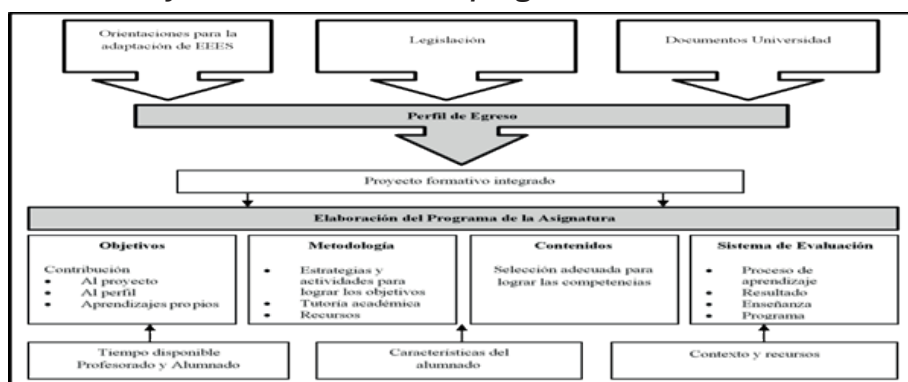 Orientaciones para la
adaptación de EEES
Legislación
Documentos Universidad
Perfil de Egreso
Proyecto formativo integrado
Elaboración del Programa de la Asignatura
Objetivos
Contribución
• Al proyecto
• Al perfil
• Aprendizajes propios
Metodología
• Estrategias y
actividades para
lograr los objetivos
• Tutoría académica
• Recursos
Contenidos
Selección adecuada para
lograr las competencias
Sistema de Evaluación
• Proceso de
aprendizaje
• Resultado
• Enseñanza
• Programa
Tiempo disponible
Profesorado y Alumnado
Características del
alumnado
Contexto y recursos